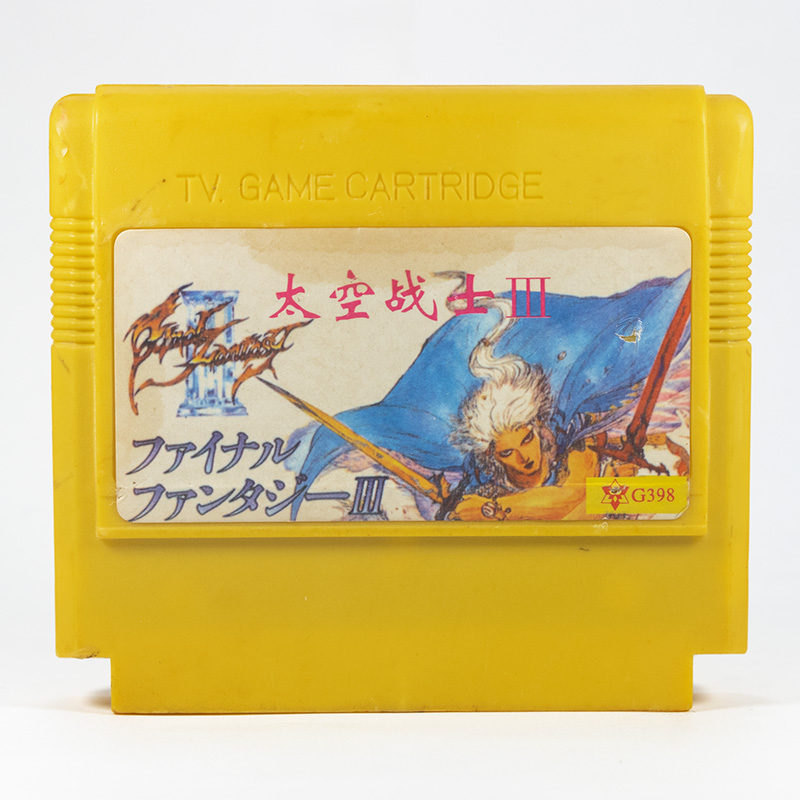 TV. GAME CARTRIDGE
太空战士III
Final Fantasy
III
ファイナル
ファンタジーIII
G398